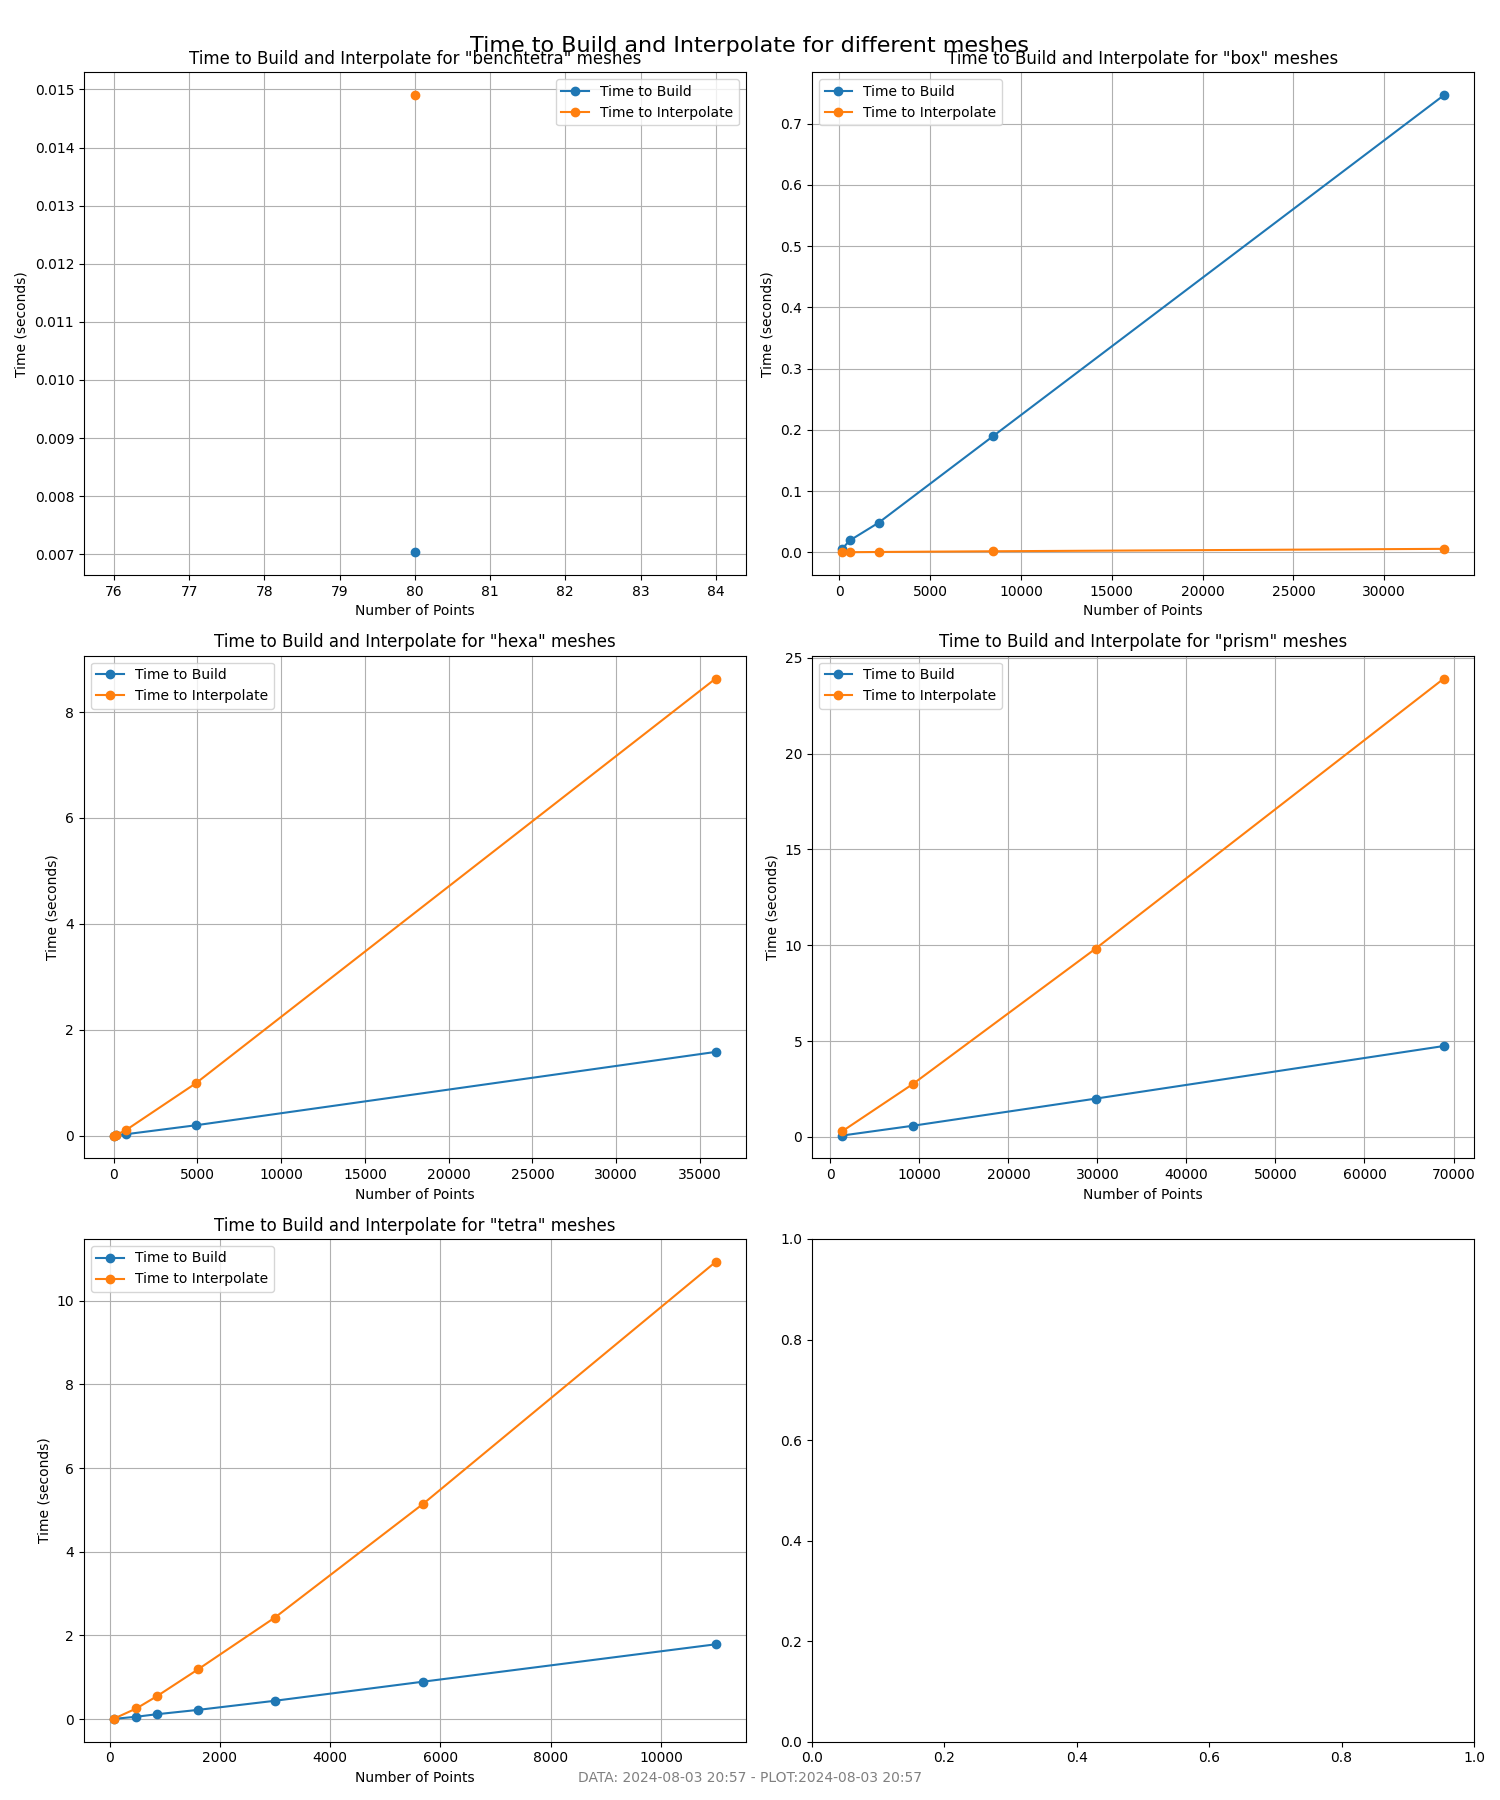 Time to Build and Interpolate for different meshes
Time to Build and Interpolate for "benchtetra" meshes
Time to Build
Time to Interpolate
0.015
0.014
0.013
0.012
0.011
0.010
0.009
0.008
0.007
Time (seconds)
76 77 78 79 80 81 82 83 84
Number of Points
Time to Build and Interpolate for "box" meshes
Time to Build
Time to Interpolate
0.7
0.6
0.5
0.4
0.3
0.2
0.1
0.0
Time (seconds)
0 5000 10000 15000 20000 25000 30000
Number of Points
Time to Build and Interpolate for "hexa" meshes
Time to Build
Time to Interpolate
8
6
4
2
0
Time (seconds)
0 5000 10000 15000 20000 25000 30000 35000
Number of Points
Time to Build and Interpolate for "prism" meshes
Time to Build
Time to Interpolate
25
20
15
10
5
0
Time (seconds)
0 10000 20000 30000 40000 50000 60000 70000
Number of Points
Time to Build and Interpolate for "tetra" meshes
Time to Build
Time to Interpolate
10
8
6
4
2
0
Time (seconds)
0 2000 4000 6000 8000 10000
Number of Points
1.0
0.8
0.6
0.4
0.2
0.0
0.0 0.2 0.4 0.6 0.8 1.0
DATA: 2024-08-03 20:57 - PLOT:2024-08-03 20:57